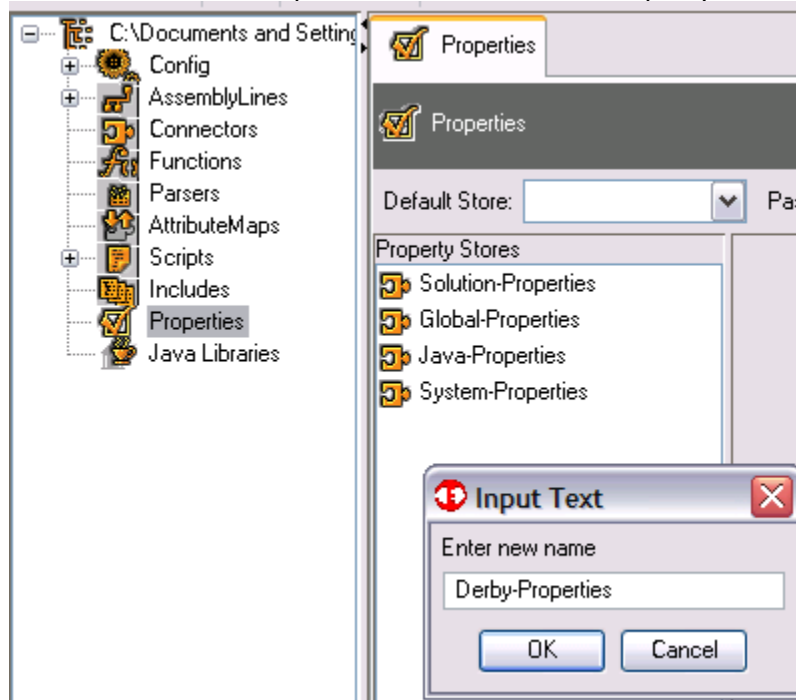 C:\Documents and Setting
Config
AssemblyLines
Connectors
Functions
Parsers
AttributeMaps
Scripts
Includes
Properties
Java Libraries
Properties
Properties
Default Store:
Property Stores
Solution-Properties
Global-Properties
Java-Properties
System-Properties
Input Text
Enter new name
Derby-Properties
OK Cancel